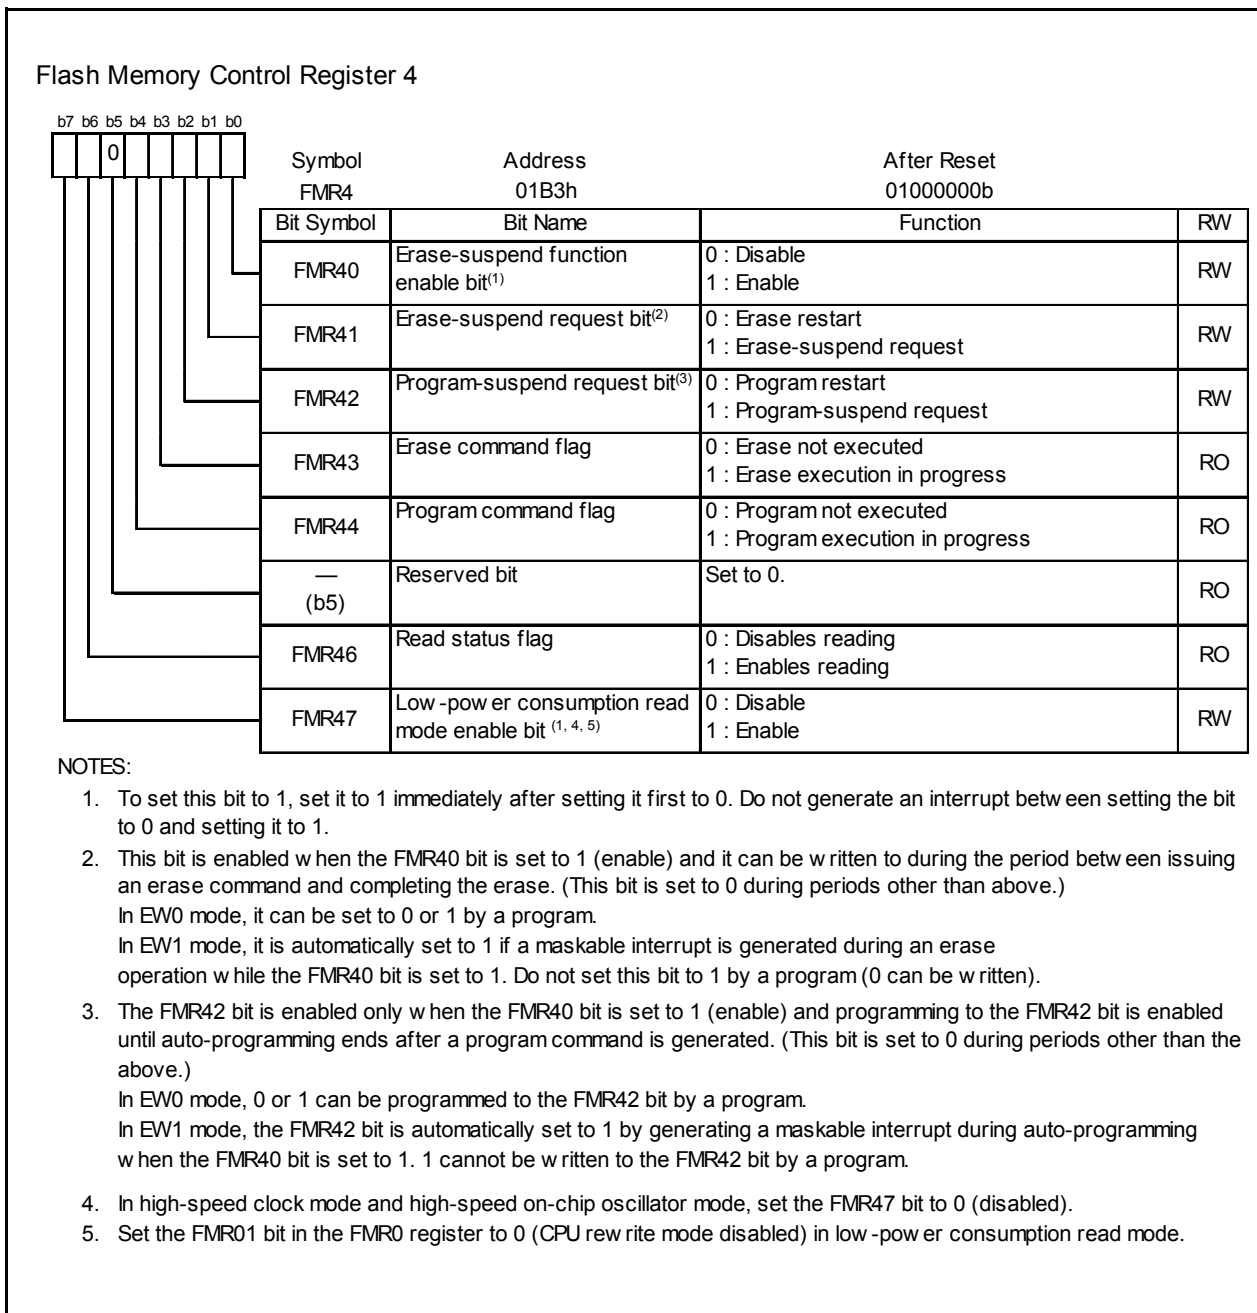 Flash Memory Control Register 4
b7 b6 b5 b4 b3 b2 b1 b0
0
Symbol Address After Reset
FMR4 01B3h 01000000b
Bit Symbol Bit Name Function RW
FMR40 Erase-suspend function enable bit(1) 0 : Disable RW
1 : Enable
FMR41 Erase-suspend request bit(2) 0 : Erase restart RW
1 : Erase-suspend request
FMR42 Program-suspend request bit(3) 0 : Program restart RW
1 : Program-suspend request
FMR43 Erase command flag 0 : Erase not executed RO
1 : Erase execution in progress
FMR44 Program command flag 0 : Program not executed RO
1 : Program execution in progress
— (b5) Reserved bit Set to 0. RO
FMR46 Read status flag 0 : Disables reading RO
1 : Enables reading
FMR47 Low-power consumption read mode enable bit (1, 4, 5) 0 : Disable RW
1 : Enable
NOTES:
1. To set this bit to 1, set it to 1 immediately after setting it first to 0. Do not generate an interrupt between setting the bit
to 0 and setting it to 1.
2. This bit is enabled when the FMR40 bit is set to 1 (enable) and it can be written to during the period between issuing
an erase command and completing the erase. (This bit is set to 0 during periods other than above.)
In EW0 mode, it can be set to 0 or 1 by a program.
In EW1 mode, it is automatically set to 1 if a maskable interrupt is generated during an erase
operation while the FMR40 bit is set to 1. Do not set this bit to 1 by a program (0 can be written).
3. The FMR42 bit is enabled only when the FMR40 bit is set to 1 (enable) and programming to the FMR42 bit is enabled
until auto-programming ends after a program command is generated. (This bit is set to 0 during periods other than the
above.)
In EW0 mode, 0 or 1 can be programmed to the FMR42 bit by a program.
In EW1 mode, the FMR42 bit is automatically set to 1 by generating a maskable interrupt during auto-programming
when the FMR40 bit is set to 1. 1 cannot be written to the FMR42 bit by a program.
4. In high-speed clock mode and high-speed on-chip oscillator mode, set the FMR47 bit to 0 (disabled).
5. Set the FMR01 bit in the FMR0 register to 0 (CPU rewrite mode disabled) in low-power consumption read mode.